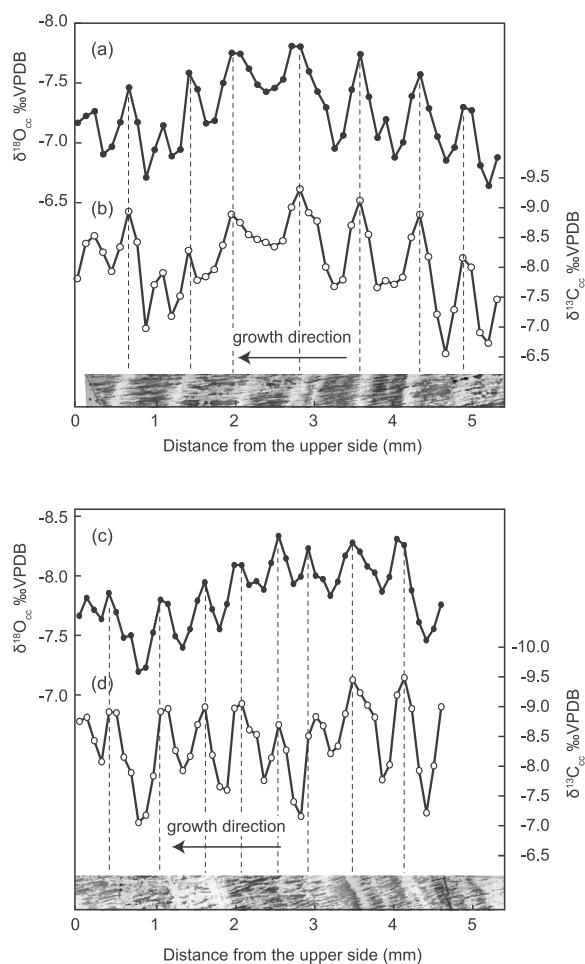 -8.0
(a)
-7.5
δ¹⁸Occ ‰VPDB
-7.0
-6.5
-9.5
(b)
-9.0
-8.5
δ¹³Ccc ‰VPDB
-8.0
-7.5
-7.0
growth direction
-6.5
0 1 2 3 4 5
Distance from the upper side (mm)
-8.5
(c)
-8.0
δ¹⁸Occ ‰VPDB
-7.5
-10.0
(d)
-7.0
-9.5
-9.0
δ¹³Ccc ‰VPDB
-8.5
-8.0
-7.5
growth direction
-7.0
-6.5
0 1 2 3 4 5
Distance from the upper side (mm)